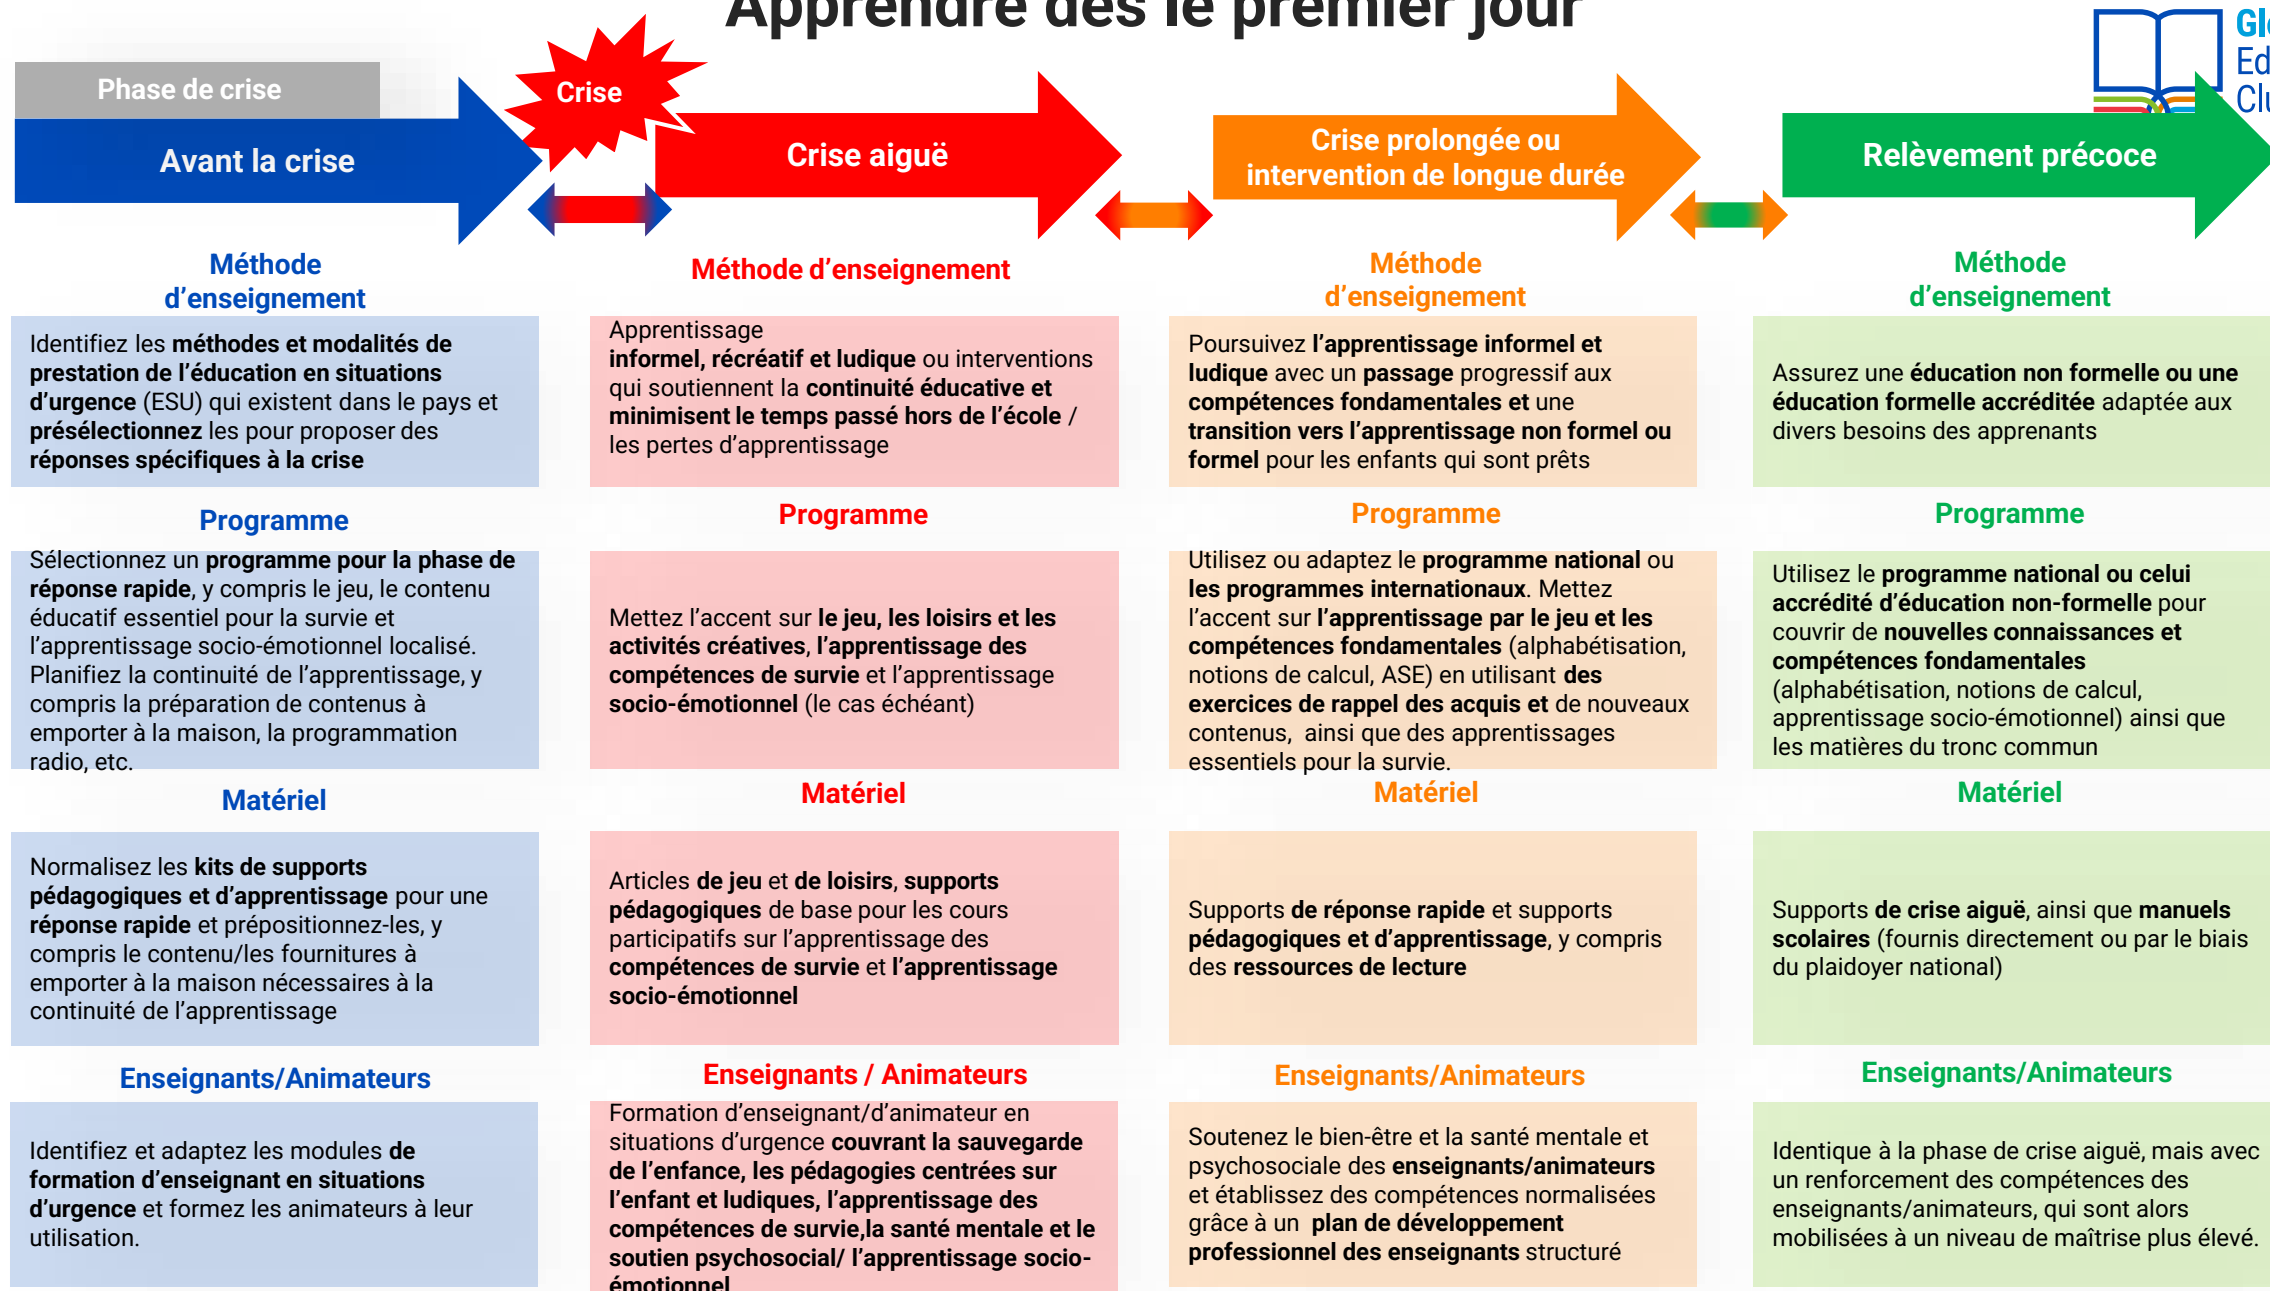 Apprendre dès le premier jour
Phase de crise
Avant la crise
Crise
Crise aiguë
Crise prolongée ou
intervention de longue durée
Relèvement précoce
Méthode
d’enseignement
Identifiez les méthodes et modalités de
prestation de l’éducation en situations
d’urgence (ESU) qui existent dans le pays et
présélectionnez les pour proposer des
réponses spécifiques à la crise
Programme
Sélectionnez un programme pour la phase de
réponse rapide, y compris le jeu, le contenu
éducatif essentiel pour la survie et
l’apprentissage socio-émotionnel localisé.
Planifiez la continuité de l’apprentissage, y
compris la préparation de contenus à
emporter à la maison, la programmation
radio, etc.
Matériel
Normalisez les kits de supports
pédagogiques et d’apprentissage pour une
réponse rapide et prépositionnez-les, y
compris le contenu/les fournitures à
emporter à la maison nécessaires à la
continuité de l’apprentissage
Enseignants/Animateurs
Identifiez et adaptez les modules de
formation d’enseignant en situations
d’urgence et formez les animateurs à leur
utilisation.
Méthode d’enseignement
Apprentissage
informel, récréatif et ludique ou interventions
qui soutiennent la continuité éducative et
minimisent le temps passé hors de l’école /
les pertes d’apprentissage
Programme
Mettez l’accent sur le jeu, les loisirs et les
activités créatives, l’apprentissage des
compétences de survie et l’apprentissage
socio-émotionnel (le cas échéant)
Matériel
Articles de jeu et de loisirs, supports
pédagogiques de base pour les cours
participatifs sur l’apprentissage des
compétences de survie et l’apprentissage
socio-émotionnel
Enseignants / Animateurs
Formation d’enseignant/d’animateur en
situations d’urgence couvrant la sauvegarde
de l’enfance, les pédagogies centrées sur
l’enfant et ludiques, l’apprentissage des
compétences de survie,la santé mentale et le
soutien psychosocial/ l’apprentissage socio-
émotionnel
Méthode
d’enseignement
Poursuivez l’apprentissage informel et
ludique avec un passage progressif aux
compétences fondamentales et une
transition vers l’apprentissage non formel ou
formel pour les enfants qui sont prêts
Programme
Utilisez ou adaptez le programme national ou
les programmes internationaux. Mettez
l’accent sur l’apprentissage par le jeu et les
compétences fondamentales (alphabétisation,
notions de calcul, ASE) en utilisant des
exercices de rappel des acquis et de nouveaux
contenus, ainsi que des apprentissages
essentiels pour la survie.
Matériel
Supports de réponse rapide et supports
pédagogiques et d’apprentissage, y compris
des ressources de lecture
Enseignants/Animateurs
Soutenez le bien-être et la santé mentale et
psychosociale des enseignants/animateurs
et établissez des compétences normalisées
grâce à un plan de développement
professionnel des enseignants structuré
Méthode
d’enseignement
Assurez une éducation non formelle ou une
éducation formelle accréditée adaptée aux
divers besoins des apprenants
Programme
Utilisez le programme national ou celui
accrédité d’éducation non-formelle pour
couvrir de nouvelles connaissances et
compétences fondamentales
(alphabétisation, notions de calcul,
apprentissage socio-émotionnel) ainsi que
les matières du tronc commun
Matériel
Supports de crise aiguë, ainsi que manuels
scolaires (fournis directement ou par le biais
du plaidoyer national)
Enseignants/Animateurs
Identique à la phase de crise aiguë, mais avec
un renforcement des compétences des
enseignants/animateurs, qui sont alors
mobilisées à un niveau de maîtrise plus élevé.